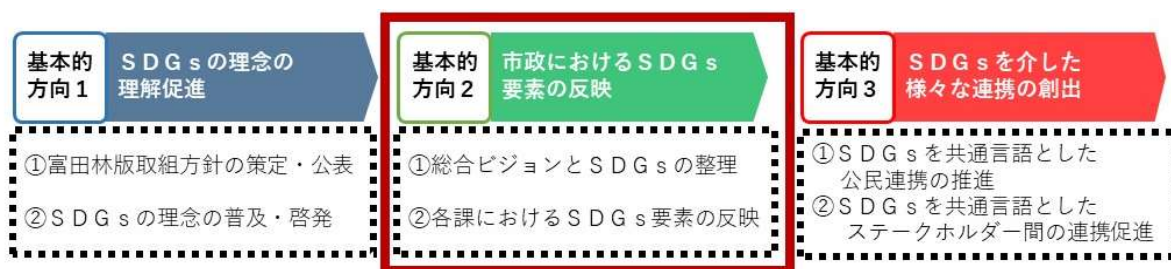 基本的
方向1
SDGsの理念の
理解促進
①富田林版取組方針の策定・公表
②SDGsの理念の普及・啓発
基本的
方向2
市政におけるSDGs
要素の反映
①総合ビジョンとSDGsの整理
②各課におけるSDGs要素の反映
基本的
方向3
SDGsを介した
様々な連携の創出
①SDGsを共通言語とした
公民連携の推進
②SDGsを共通言語とした
ステークホルダー間の連携促進